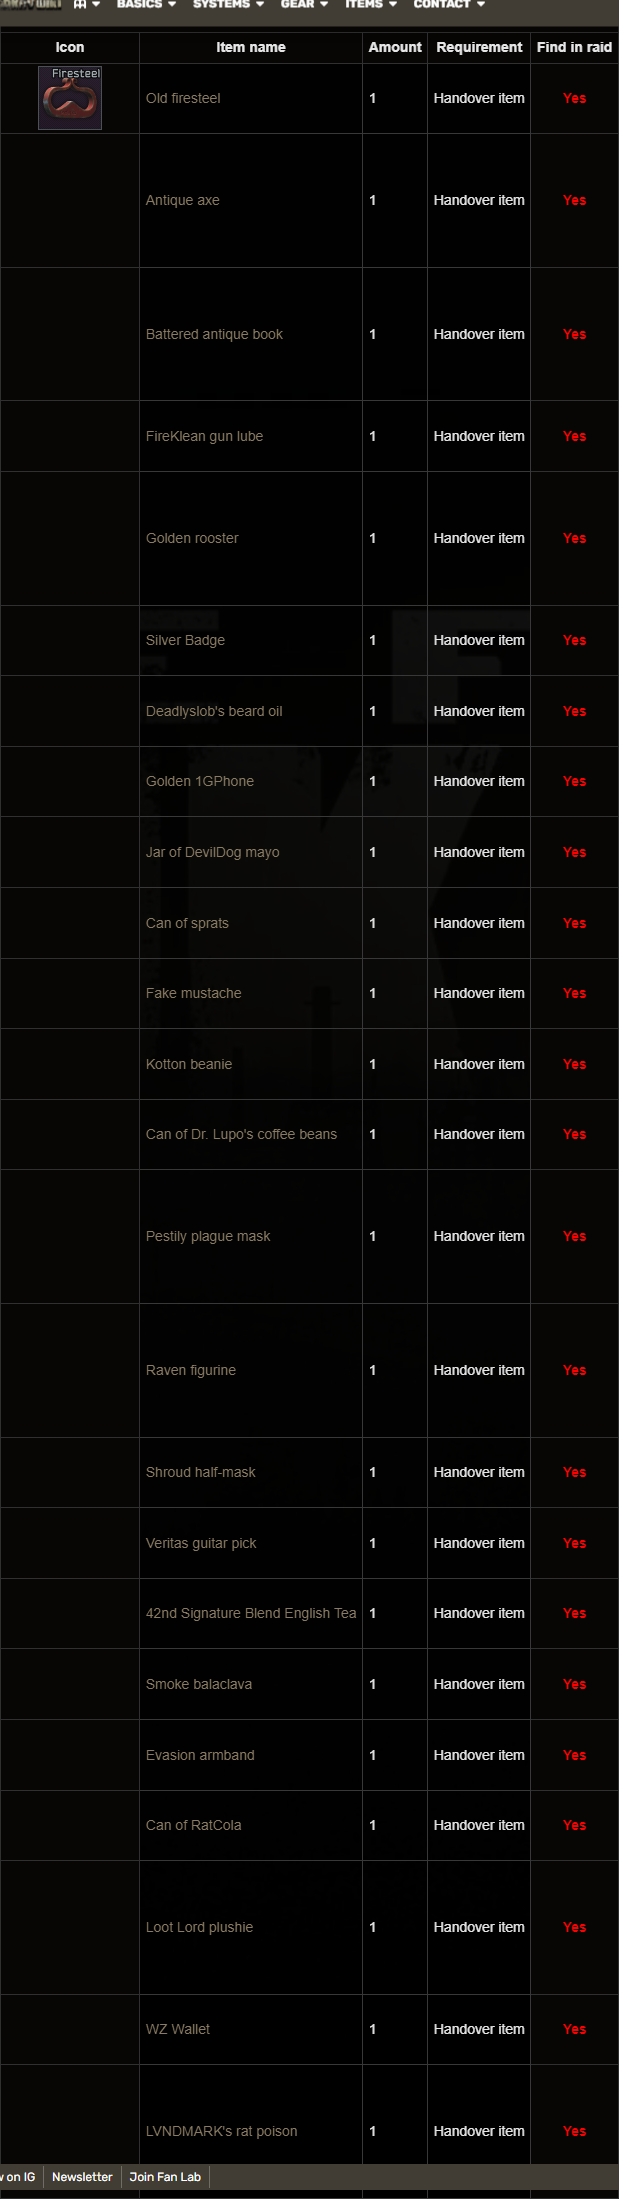 BASICS SYSTEMS GEAR ITEMS CONTACT
Icon Item name Amount Requirement Find in raid
Firesteel
Old firesteel 1 Handover item Yes
Antique axe 1 Handover item Yes
Battered antique book 1 Handover item Yes
FireKlean gun lube 1 Handover item Yes
Golden rooster 1 Handover item Yes
Silver Badge 1 Handover item Yes
Deadlyslob's beard oil 1 Handover item Yes
Golden 1GPhone 1 Handover item Yes
Jar of DevilDog mayo 1 Handover item Yes
Can of sprats 1 Handover item Yes
Fake mustache 1 Handover item Yes
Kotton beanie 1 Handover item Yes
Can of Dr. Lupo's coffee beans 1 Handover item Yes
Pestily plague mask 1 Handover item Yes
Raven figurine 1 Handover item Yes
Shroud half-mask 1 Handover item Yes
Veritas guitar pick 1 Handover item Yes
42nd Signature Blend English Tea 1 Handover item Yes
Smoke balaclava 1 Handover item Yes
Evasion armband 1 Handover item Yes
Can of RatCola 1 Handover item Yes
Loot Lord plushie 1 Handover item Yes
WZ Wallet 1 Handover item Yes
LVNDMARK's rat poison 1 Handover item Yes
w on IG Newsletter Join Fan Lab